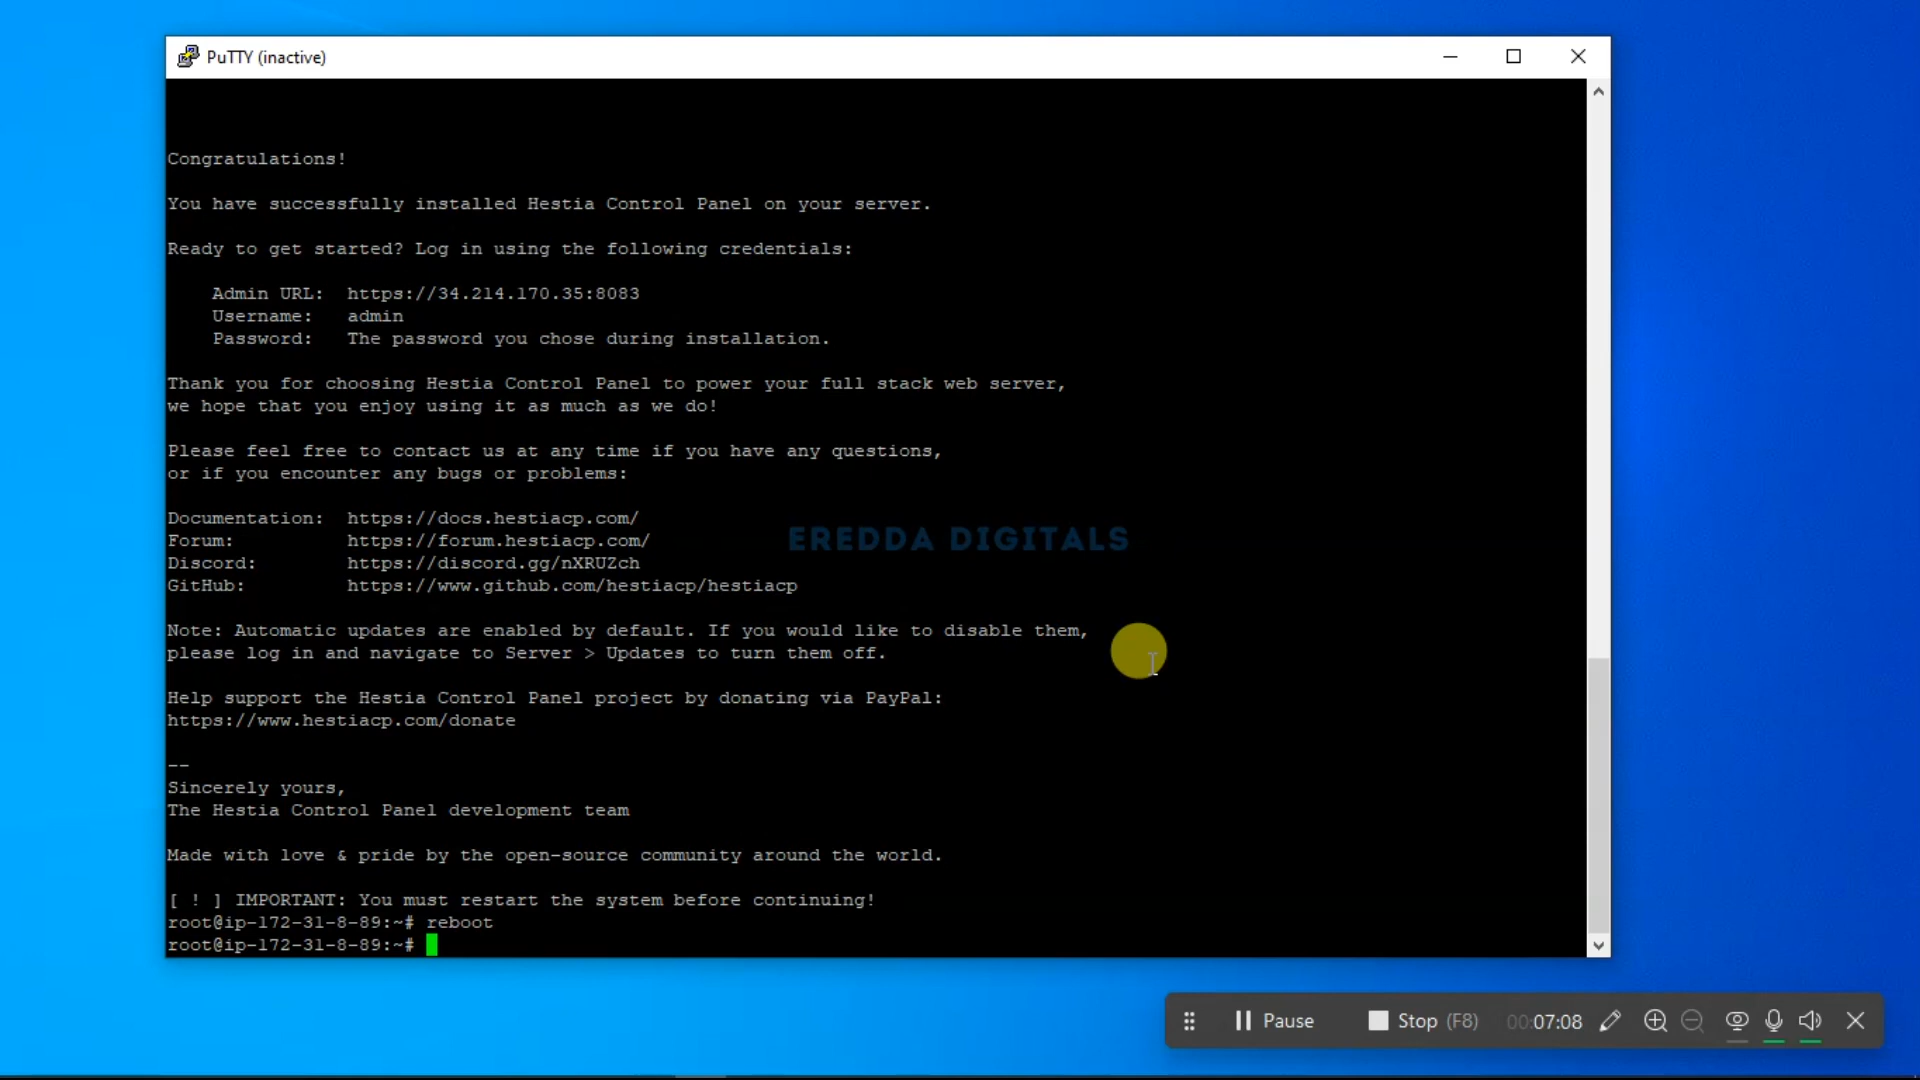 PuTTY (inactive)
Congratulations!
You have successfully installed Hestia Control Panel on your server.
Ready to get started? Log in using the following credentials:
Admin URL: https://34.214.170.35:8083
Username: admin
Password: The password you chose during installation.
Thank you for choosing Hestia Control Panel to power your full stack web server,
we hope that you enjoy using it as much as we do!
Please feel free to contact us at any time if you have any questions,
or if you encounter any bugs or problems:
Documentation: https://docs.hestiacp.com/
EREDDA DIGITALS
Forum: https://forum.hestiacp.com/
Discord: https://discord.gg/nXRUZch
GitHub: https://www.github.com/hestiacp/hestiacp
Note: Automatic updates are enabled by default. If you would like to disable them,
please log in and navigate to Server > Updates to turn them off.
Help support the Hestia Control Panel project by donating via PayPal:
https://www.hestiacp.com/donate
--
Sincerely yours,
The Hestia Control Panel development team
Made with love & pride by the open-source community around the world.
[ ! ] IMPORTANT: You must restart the system before continuing!
root@ip-172-31-8-89:~# reboot
root@ip-172-31-8-89:~#
Pause Stop (F8) 00:07:08